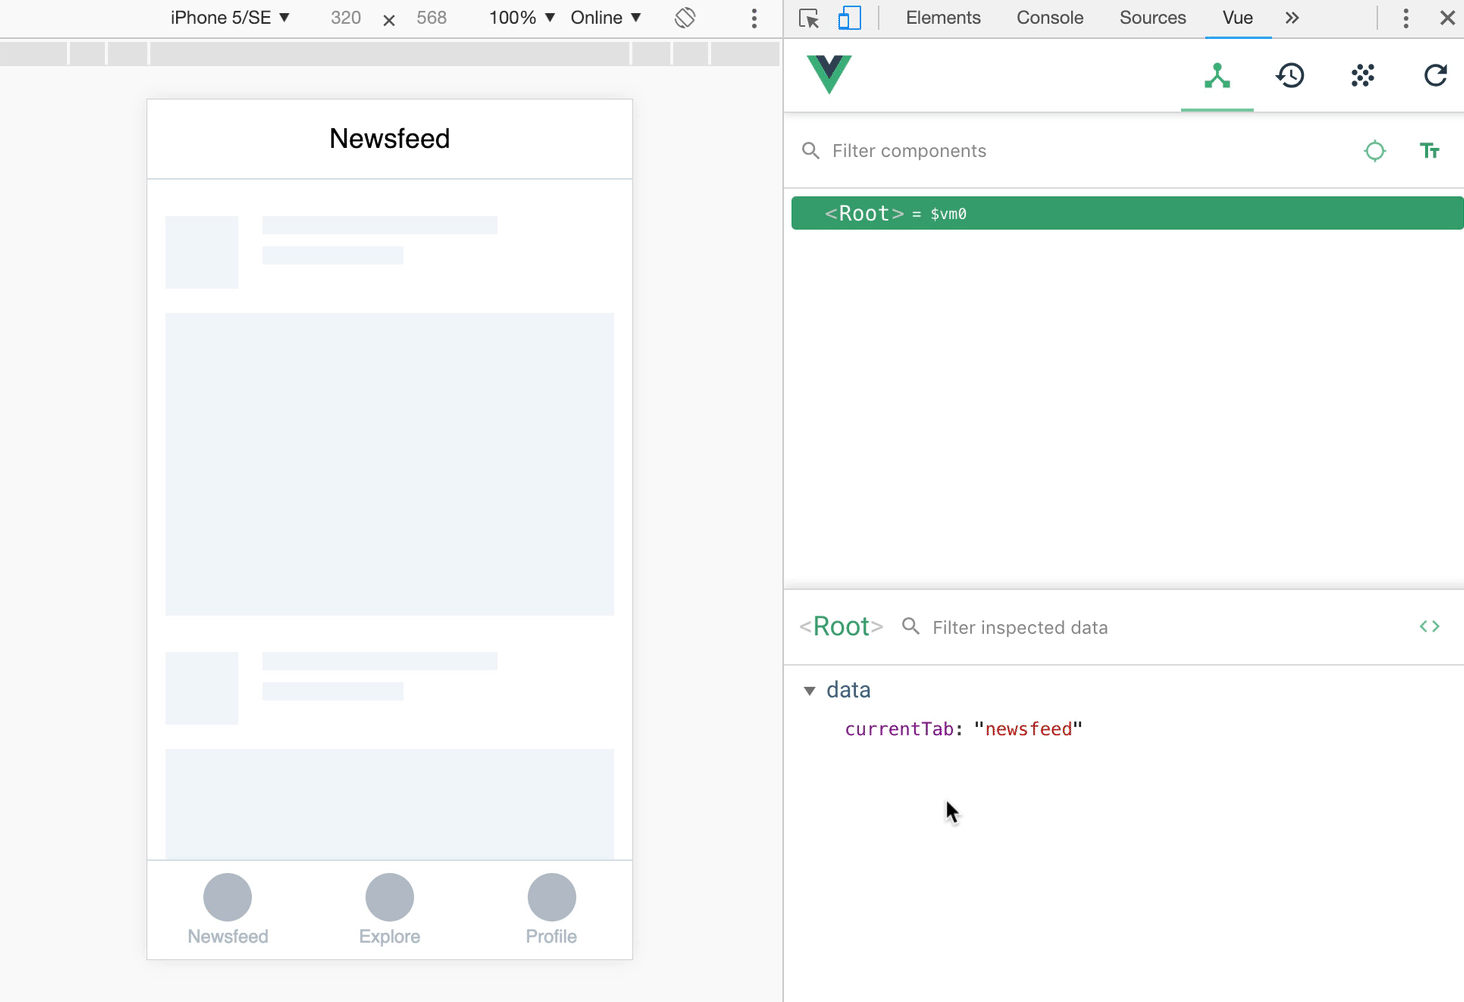 iPhone 5/SE ▼ 320 × 568 100% ▼ Online ▼
Elements Console Sources Vue »
Newsfeed
Filter components
<Root> = $vm0
<Root> Filter inspected data
▼ data
currentTab: "newsfeed"
Newsfeed Explore Profile